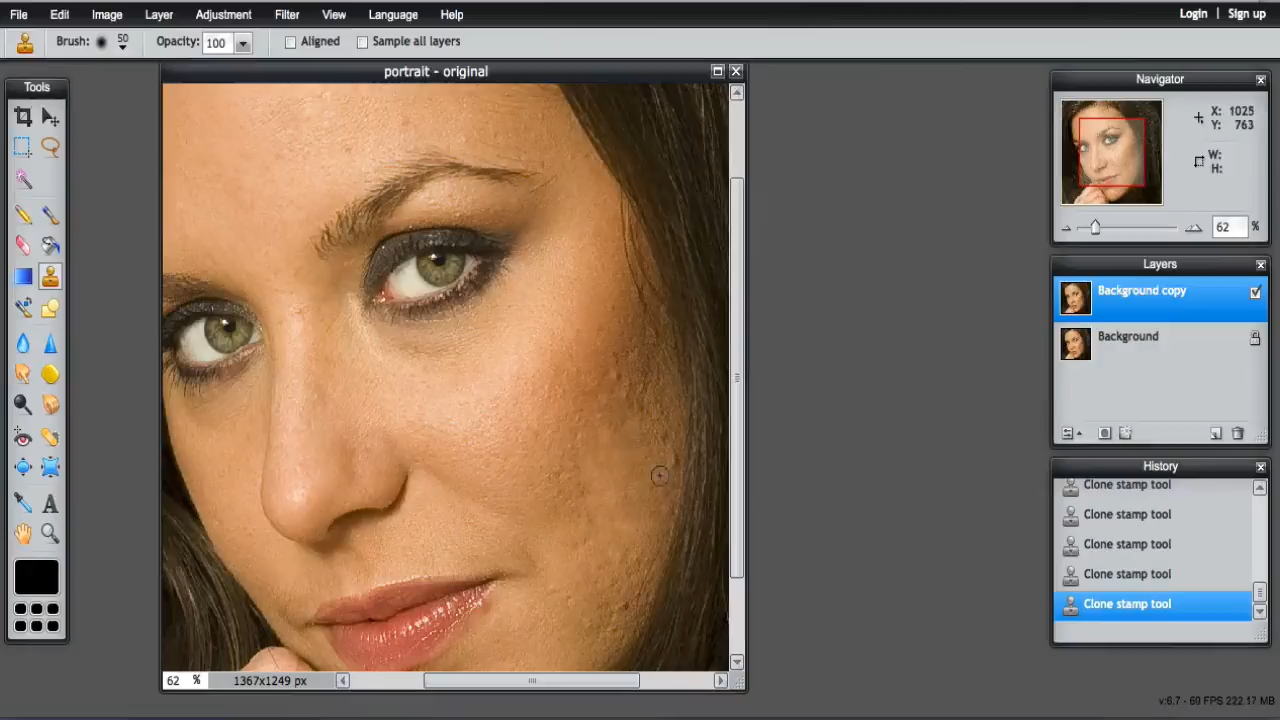 File Edit Image Layer Adjustment Filter View Language Help Login | Sign up
Brush: 50 Opacity: 100 Aligned Sample all layers
Tools
portrait - original
Navigator
X: 1025
Y: 763
W:
H:
62 %
Layers
Background copy
Background
History
Clone stamp tool
Clone stamp tool
Clone stamp tool
Clone stamp tool
Clone stamp tool
A
62 % 1367x1249 px
v:6.7 - 60 FPS 222.17 MB